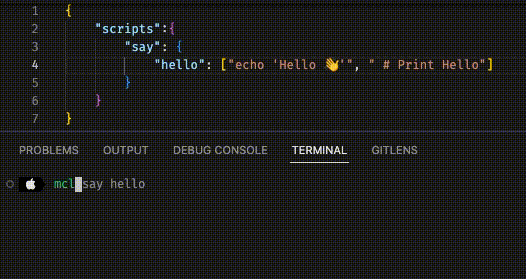 1 {
2 "scripts":{
3 "say": {
4 "hello": ["echo 'Hello 👋'", " # Print Hello"]
5 }
6 }
7 }
PROBLEMS OUTPUT DEBUG CONSOLE TERMINAL GITLENS
mcl say hello